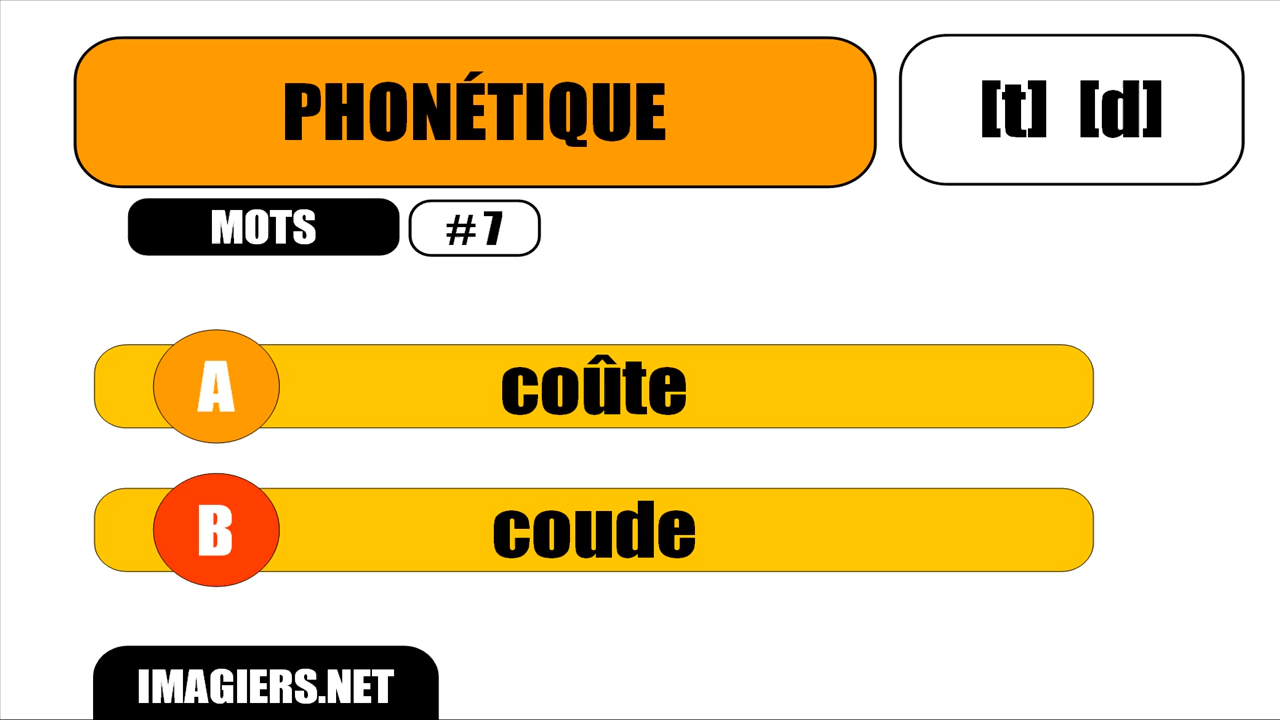 PHONÉTIQUE
[t] [d]
MOTS
#7
A coûte
B coude
IMAGIERS.NET